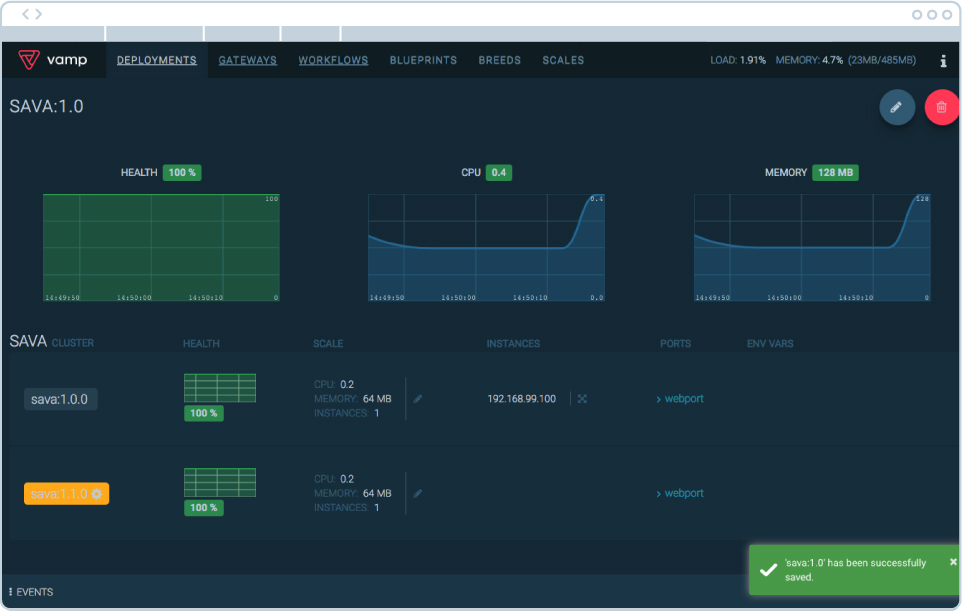 vamp DEPLOYMENTS GATEWAYS WORKFLOWS BLUEPRINTS BREEDS SCALES LOAD: 1.91% MEMORY: 4.7% (23MB/485MB) i
SAVA:1.0
HEALTH 100 % CPU 0.4 MEMORY 128 MB
100 0.4 128
14:49:50 14:50:00 14:50:10 0 14:49:50 14:50:00 14:50:10 0.0 14:49:50 14:50:00 14:50:10 0
SAVA CLUSTER HEALTH SCALE INSTANCES PORTS ENV VARS
sava:1.0.0
100 %
CPU: 0.2
MEMORY: 64 MB
INSTANCES: 1
192.168.99.100
webport
sava:1.1.0
100 %
CPU: 0.2
MEMORY: 64 MB
INSTANCES: 1
webport
'sava:1.0' has been successfully
saved.
EVENTS